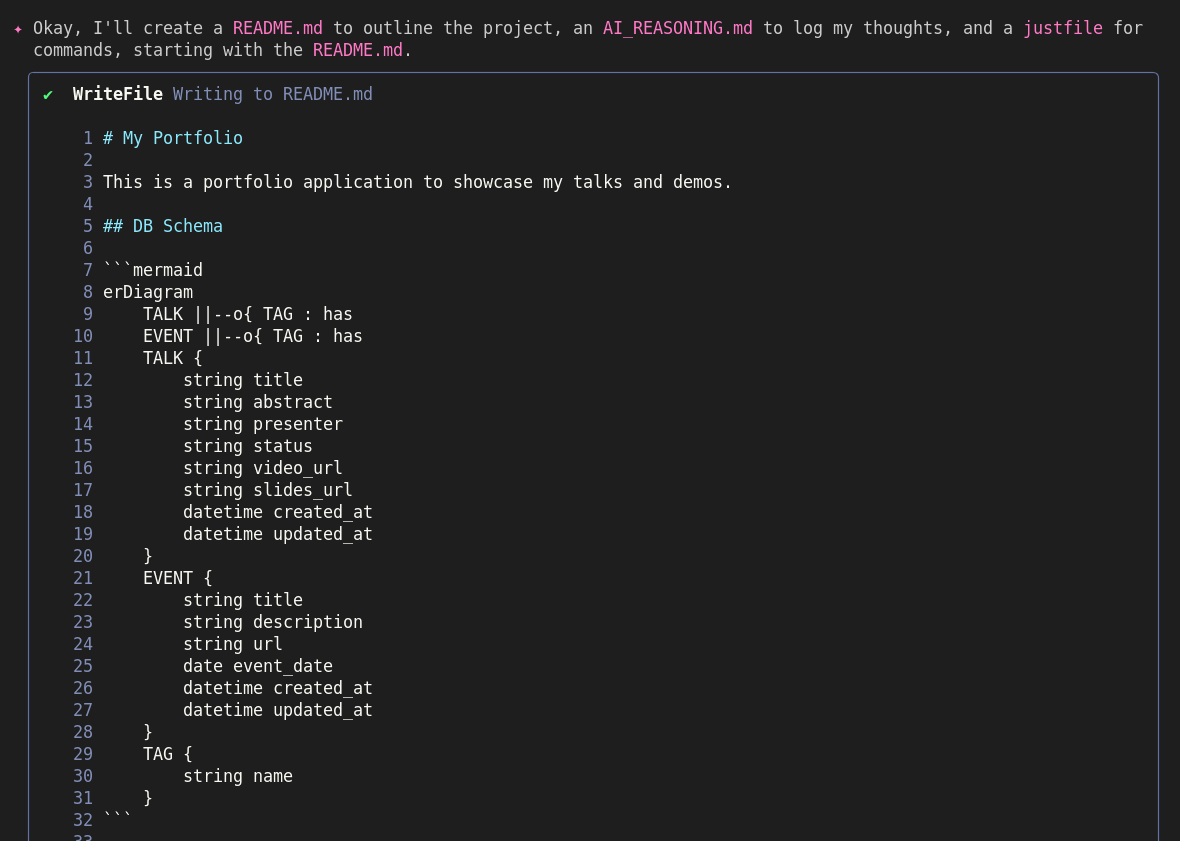 ✦ Okay, I'll create a README.md to outline the project, an AI_REASONING.md to log my thoughts, and a justfile for
commands, starting with the README.md.
✔ WriteFile Writing to README.md
1 # My Portfolio
2
3 This is a portfolio application to showcase my talks and demos.
4
5 ## DB Schema
6
7 ```mermaid
8 erDiagram
9     TALK ||--o{ TAG : has
10     EVENT ||--o{ TAG : has
11     TALK {
12         string title
13         string abstract
14         string presenter
15         string status
16         string video_url
17         string slides_url
18         datetime created_at
19         datetime updated_at
20     }
21     EVENT {
22         string title
23         string description
24         string url
25         date event_date
26         datetime created_at
27         datetime updated_at
28     }
29     TAG {
30         string name
31     }
32 ```
33